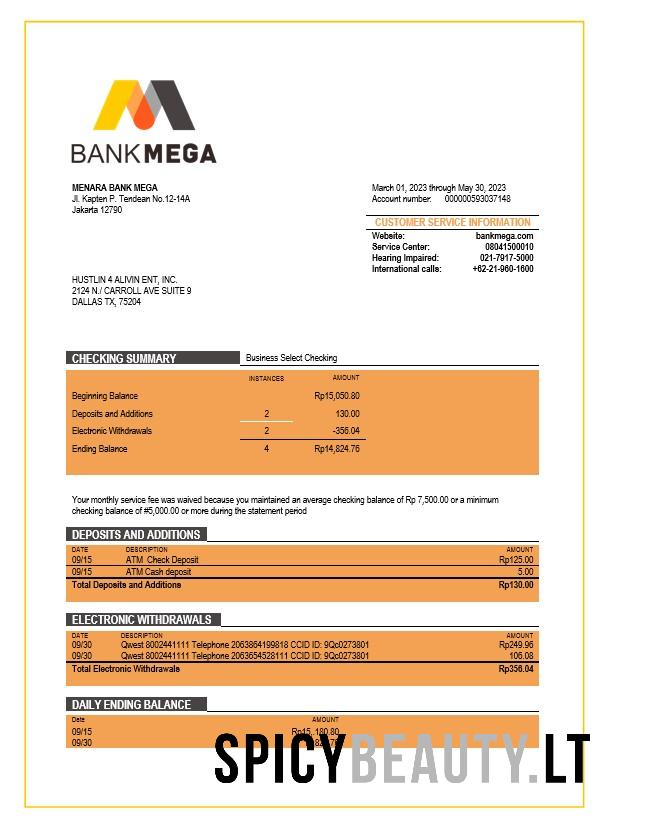 BANKMEGA
MENARA BANK MEGA
Jl. Kapten P. Tendean No.12-14A
Jakarta 12790
March 01, 2023 through May 30, 2023
Account number: 000000593037148
CUSTOMER SERVICE INFORMATION
Website: bankmega.com
Service Center: 08041500010
Hearing Impaired: 021-7917-5000
International calls: +62-21-960-1600
HUSTLIN 4 ALIVIN ENT, INC.
2124 N./ CARROLL AVE SUITE 9
DALLAS TX, 75204
CHECKING SUMMARY Business Select Checking
INSTANCES AMOUNT
Beginning Balance Rp15,050.80
Deposits and Additions 2 130.00
Electronic Withdrawals 2 -356.04
Ending Balance 4 Rp14,824.76
Your monthly service fee was waived because you maintained an average checking balance of Rp 7,500.00 or a minimum
checking balance of #5,000.00 or more during the statement period
DEPOSITS AND ADDITIONS
DATE DESCRIPTION AMOUNT
09/15 ATM Check Deposit Rp125.00
09/15 ATM Cash deposit 5.00
Total Deposits and Additions Rp130.00
ELECTRONIC WITHDRAWALS
DATE DESCRIPTION AMOUNT
09/30 Qwest 8002441111 Telephone 2063864199818 CCID ID: 9Qc0273801 Rp249.96
09/30 Qwest 8002441111 Telephone 2063654528111 CCID ID: 9Qc0273801 106.08
Total Electronic Withdrawals Rp356.04
DAILY ENDING BALANCE
Date AMOUNT
09/15
09/30
SPICYBEAUTY.LT